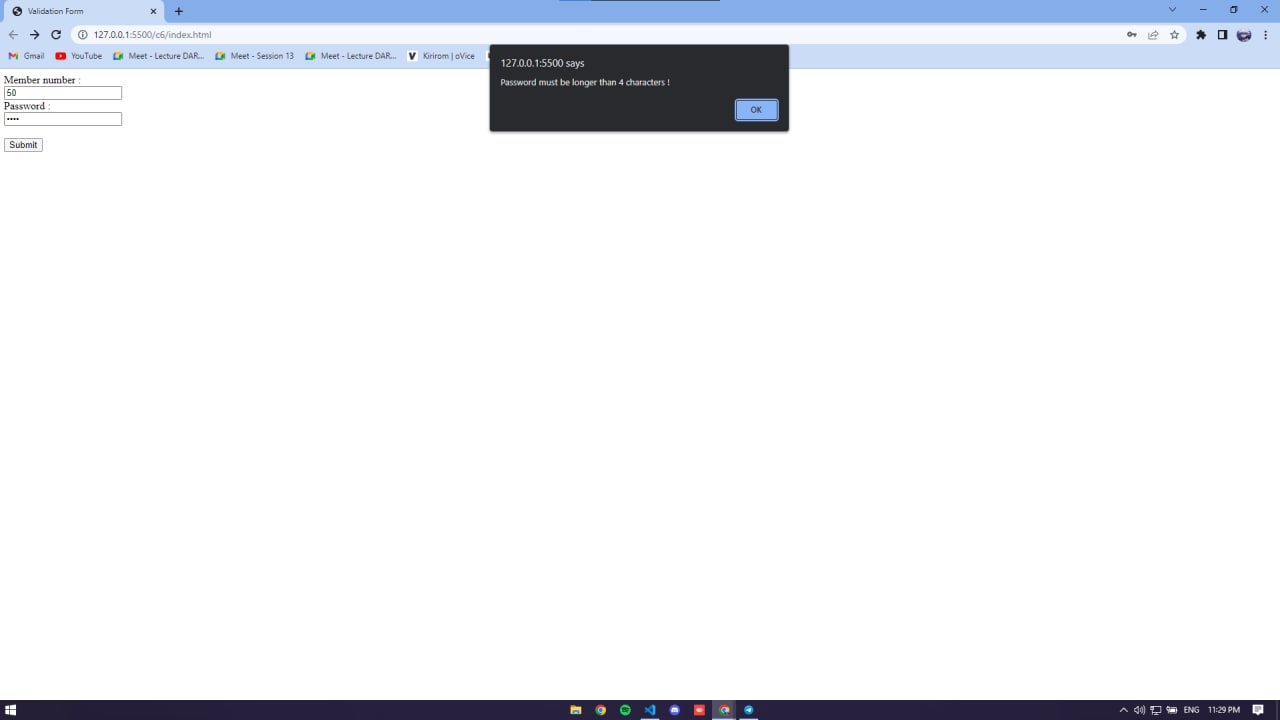 Validation Form
127.0.0.1:5500/c6/index.html
Gmail YouTube Meet - Lecture DAR... Meet - Session 13 Meet - Lecture DAR... Kirirom | oVice
127.0.0.1:5500 says
Password must be longer than 4 characters !
OK
Member number :
50
Password :
••••
Submit
ENG 11:29 PM